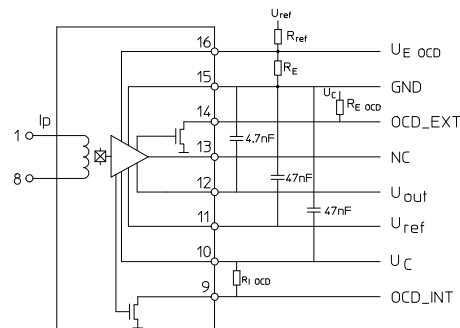 Uref
Rref
16
UE OCD
RE
15
GND
UC
RE OCD
14
OCD_EXT
Ip
1
4.7nF
13
NC
8
47nF
12
Uout
47nF
11
Uref
10
UC
RI OCD
9
OCD_INT